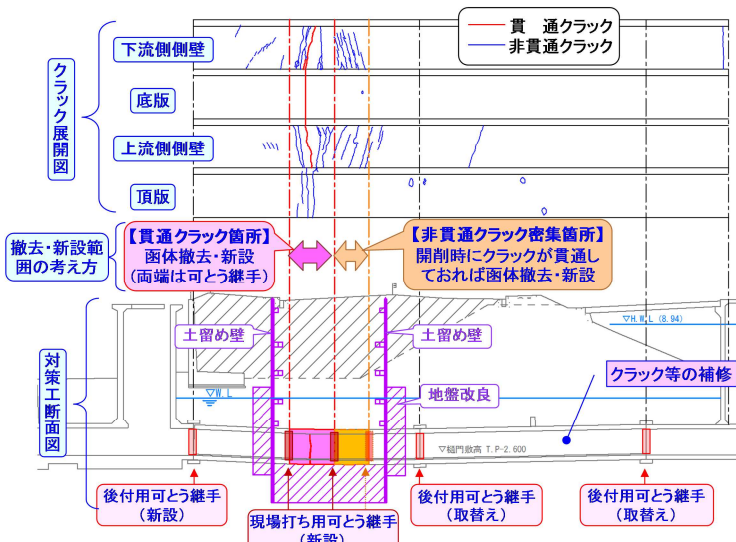 貫　通クラック
非貫通クラック
クラック展開図
下流側側壁
底版
上流側側壁
頂版
撤去・新設範
囲の考え方
【貫通クラック箇所】
函体撤去・新設
(両端は可とう継手)
【非貫通クラック密集箇所】
開削時にクラックが貫通し
ておれば函体撤去・新設
対策工断面図
土留め壁
土留め壁
▽H.W.L (8.94)
クラック等の補修
地盤改良
▽W.L
▽樋門敷高 T.P-2.600
後付用可とう継手
(新設)
現場打ち用可とう継手
(新設)
後付用可とう継手
(取替え)
後付用可とう継手
(取替え)